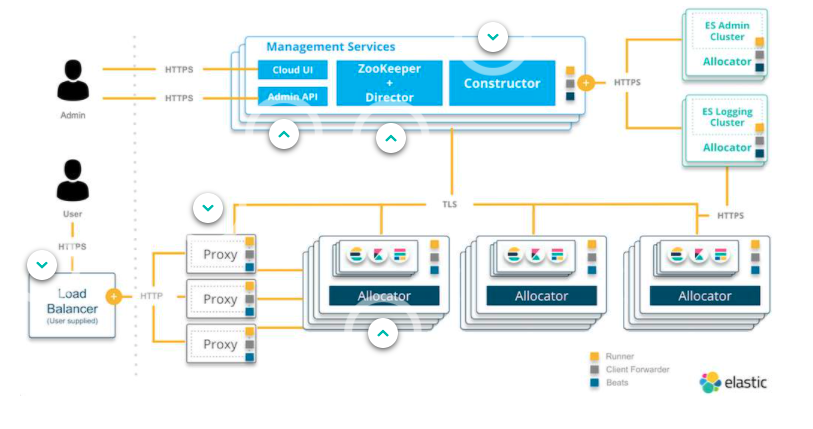 Management Services
Cloud UI
Admin API
ZooKeeper
+
Director
Constructor
HTTPS
HTTPS
Admin
HTTPS
ES Admin
Cluster
Allocator
ES Logging
Cluster
Allocator
User
HTTPS
TLS
HTTPS
Load
Balancer
(User supplied)
HTTP
Proxy
Proxy
Proxy
Allocator
Allocator
Allocator
Runner
Client Forwarder
Beats
elastic